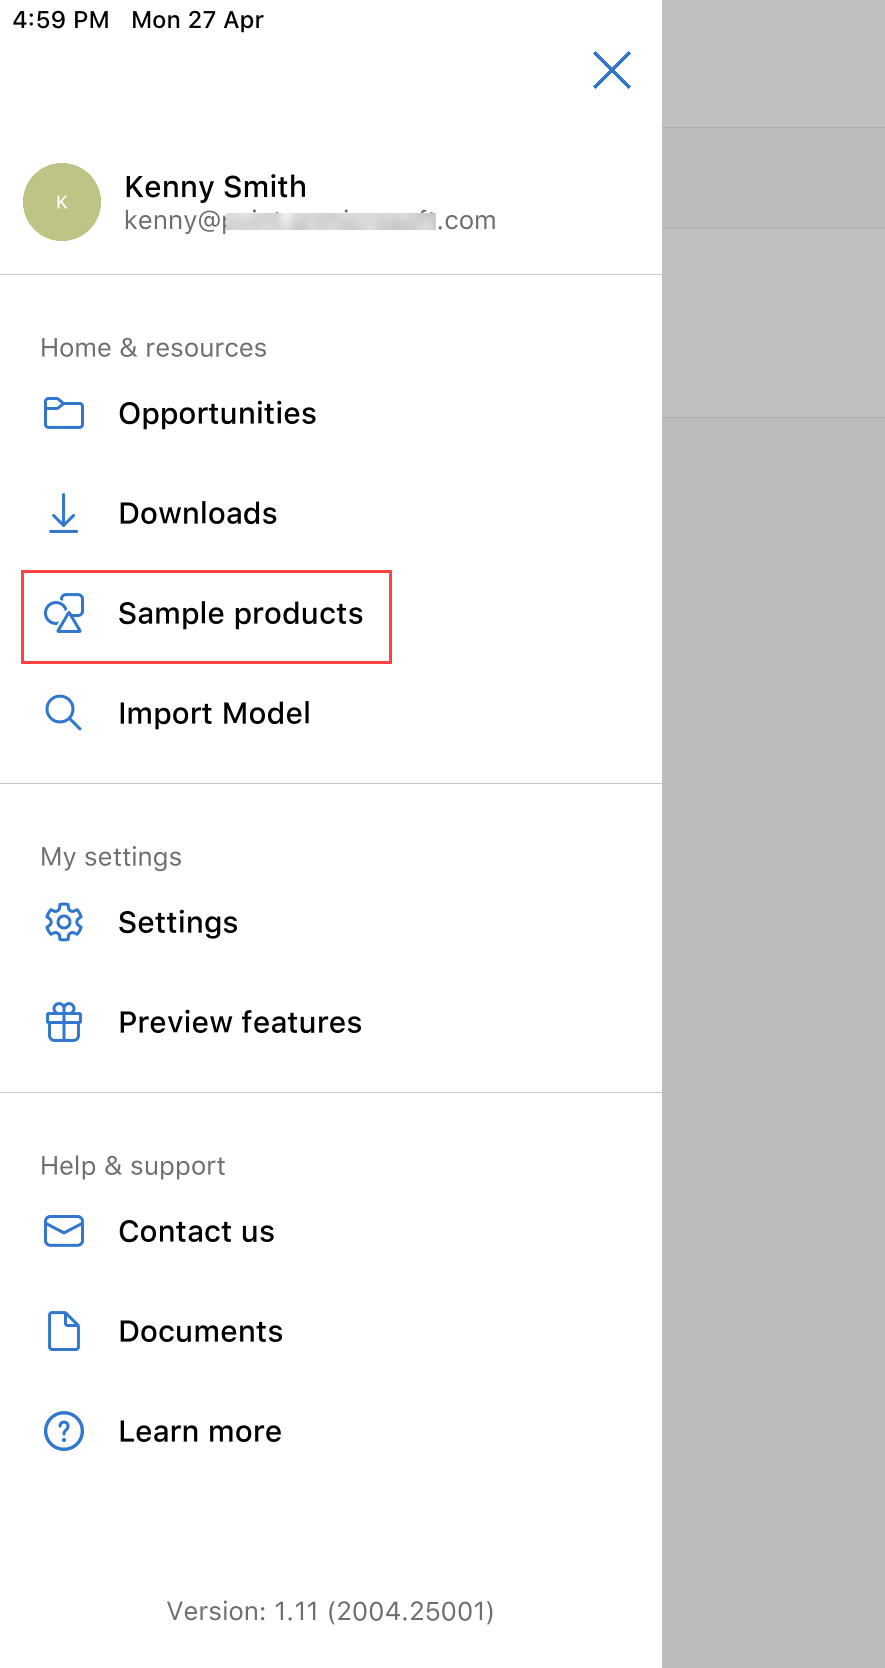 4:59 PM Mon 27 Apr
Kenny Smith
K
kenny@ .com
Home & resources
Opportunities
Downloads
Sample products
Import Model
My settings
Settings
Preview features
Help & support
Contact us
Documents
?
Learn more
Version: 1.11 (2004.25001)